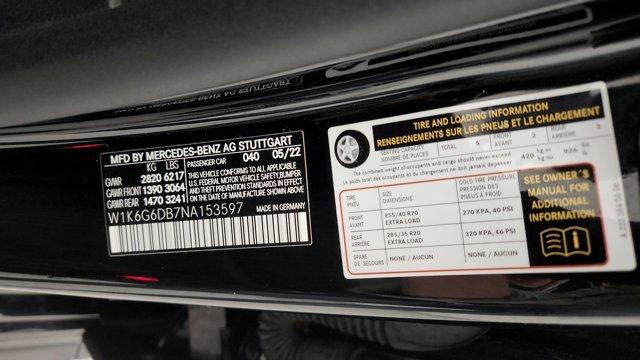 MFD BY MERCEDES-BENZ AG STUTTGART
KG LBS PASSENGER CAR 040 05/22
GVWR 2820 6217
GAWR FRONT 1390 3064
GAWR REAR 1470 3241
THIS VEHICLE CONFORMS TO ALL APPLICABLE
U.S. FEDERAL MOTOR VEHICLE SAFETY, BUMPER
AND THEFT PREVENTION STANDARDS IN EFFECT
ON THE DATE OF MANUFACTURE SHOWN ABOVE.
W1K6G6DB7NA153597
TIRE AND LOADING INFORMATION
RENSEIGNEMENTS SUR LES PNEUS ET LE CHARGEMENT
SEATING CAPACITY TOTAL 5 FRONT 2 REAR 3
NOMBRE DE PLACES AVANT ARRIÈRE
The combined weight of occupants and cargo should never exceed
Le poids total des occupants et du chargement ne doit jamais dépasser
420 kg or 926 lbs
TIRE SIZE COLD TIRE PRESSURE
PNEU DIMENSIONS PRESSION DES
PNEUS À FROID
FRONT 255/40 R20 270 KPA, 40 PSI
AVANT EXTRA LOAD
REAR 285/35 R20 320 KPA, 46 PSI
ARRIÈRE EXTRA LOAD
SPARE NONE / AUCUN NONE / AUCUN
DE SECOURS
SEE OWNER'S
MANUAL FOR
ADDITIONAL
INFORMATION